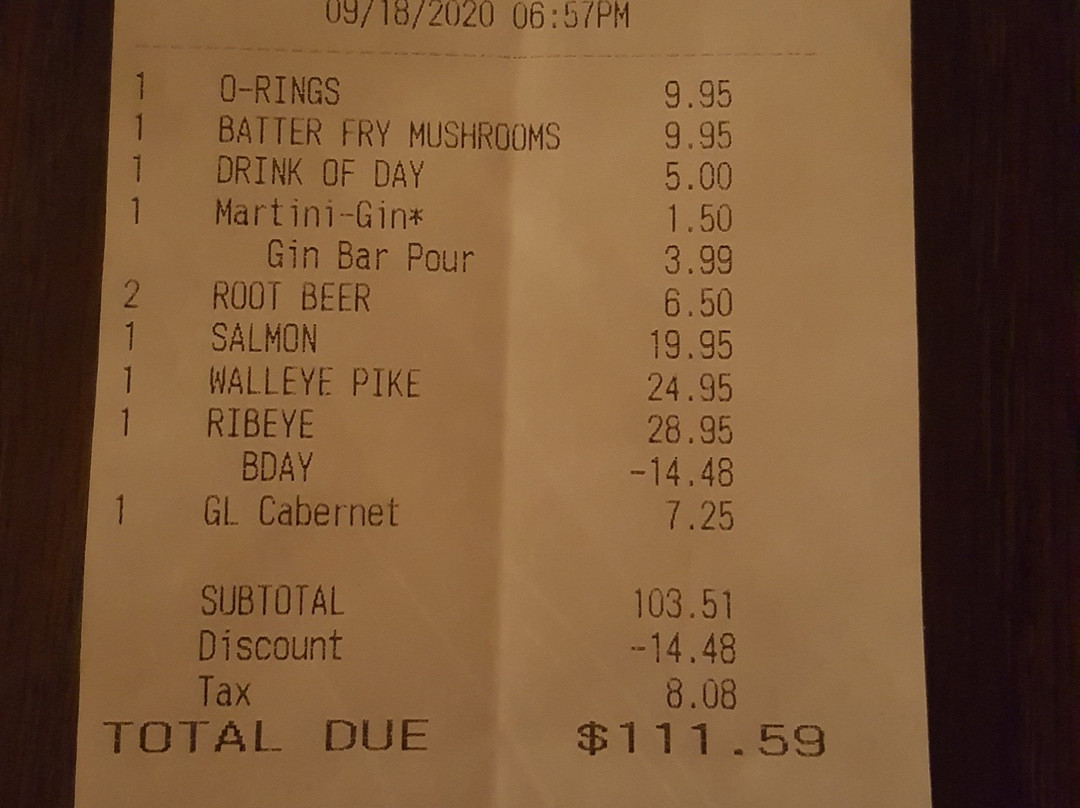 09/18/2020 06:57PM
1 O-RINGS 9.95
1 BATTER FRY MUSHROOMS 9.95
1 DRINK OF DAY 5.00
1 Martini-Gin* 1.50
Gin Bar Pour 3.99
2 ROOT BEER 6.50
1 SALMON 19.95
1 WALLEYE PIKE 24.95
1 RIBEYE 28.95
BDAY -14.48
1 GL Cabernet 7.25
SUBTOTAL 103.51
Discount -14.48
Tax 8.08
TOTAL DUE $111.59